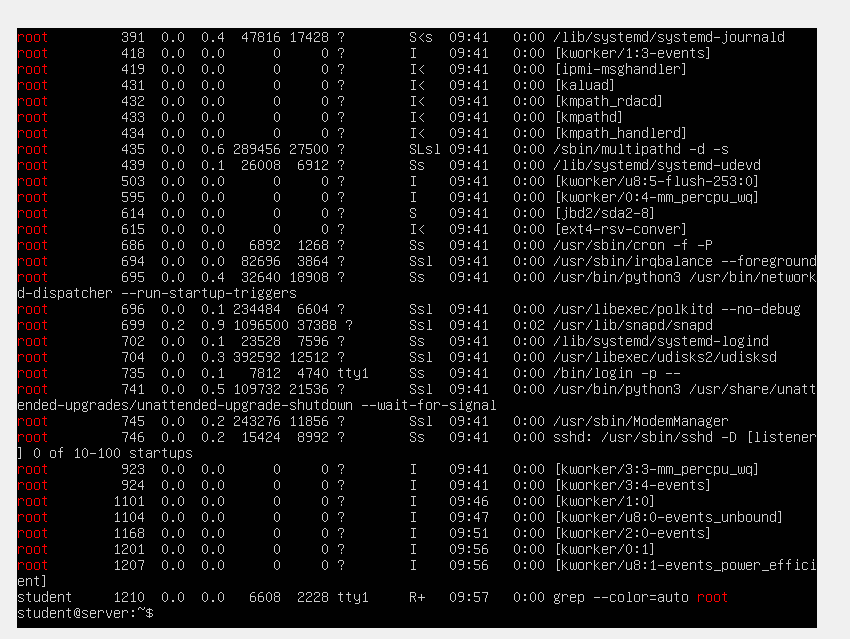 root         391  0.0  0.4  47816 17428 ?        S<s  09:41   0:00 /lib/systemd/systemd-journald
root         418  0.0  0.0      0     0 ?        I    09:41   0:00 [kworker/1:3-events]
root         419  0.0  0.0      0     0 ?        I<   09:41   0:00 [ipmi-msghandler]
root         431  0.0  0.0      0     0 ?        I<   09:41   0:00 [kaluad]
root         432  0.0  0.0      0     0 ?        I<   09:41   0:00 [kmpath_rdacd]
root         433  0.0  0.0      0     0 ?        I<   09:41   0:00 [kmpathd]
root         434  0.0  0.0      0     0 ?        I<   09:41   0:00 [kmpath_handlerd]
root         435  0.0  0.6 289456 27500 ?        SLsl 09:41   0:00 /sbin/multipathd -d -s
root         439  0.0  0.1  26008  6912 ?        Ss   09:41   0:00 /lib/systemd/systemd-udevd
root         503  0.0  0.0      0     0 ?        I    09:41   0:00 [kworker/u8:5-flush-253:0]
root         595  0.0  0.0      0     0 ?        I    09:41   0:00 [kworker/0:4-mm_percpu_wq]
root         614  0.0  0.0      0     0 ?        S    09:41   0:00 [jbd2/sda2-8]
root         615  0.0  0.0      0     0 ?        I<   09:41   0:00 [ext4-rsv-conver]
root         686  0.0  0.0   6892  1268 ?        Ss   09:41   0:00 /usr/sbin/cron -f -P
root         694  0.0  0.0  82696  3864 ?        Ssl  09:41   0:00 /usr/sbin/irqbalance --foreground
root         695  0.0  0.4  32640 18908 ?        Ss   09:41   0:00 /usr/bin/python3 /usr/bin/network
d-dispatcher --run-startup-triggers
root         696  0.0  0.1 234484  6604 ?        Ssl  09:41   0:00 /usr/libexec/polkitd --no-debug
root         699  0.2  0.9 1096500 37388 ?       Ssl  09:41   0:02 /usr/lib/snapd/snapd
root         702  0.0  0.1  23528  7596 ?        Ss   09:41   0:00 /lib/systemd/systemd-logind
root         704  0.0  0.3 392592 12512 ?        Ssl  09:41   0:00 /usr/libexec/udisks2/udisksd
root         735  0.0  0.1   7812  4740 tty1     Ss   09:41   0:00 /bin/login -p --
root         741  0.0  0.5 109732 21536 ?        Ssl  09:41   0:00 /usr/bin/python3 /usr/share/unatt
ended-upgrades/unattended-upgrade-shutdown --wait-for-signal
root         745  0.0  0.2 243276 11856 ?        Ssl  09:41   0:00 /usr/sbin/ModemManager
root         746  0.0  0.2  15424  8992 ?        Ss   09:41   0:00 sshd: /usr/sbin/sshd -D [listener
] 0 of 10-100 startups
root         923  0.0  0.0      0     0 ?        I    09:41   0:00 [kworker/3:3-mm_percpu_wq]
root         924  0.0  0.0      0     0 ?        I    09:41   0:00 [kworker/3:4-events]
root        1101  0.0  0.0      0     0 ?        I    09:46   0:00 [kworker/1:0]
root        1104  0.0  0.0      0     0 ?        I    09:47   0:00 [kworker/u8:0-events_unbound]
root        1168  0.0  0.0      0     0 ?        I    09:51   0:00 [kworker/2:0-events]
root        1201  0.0  0.0      0     0 ?        I    09:56   0:00 [kworker/0:1]
root        1207  0.0  0.0      0     0 ?        I    09:56   0:00 [kworker/u8:1-events_power_effici
ent]
student     1210  0.0  0.0   6608  2228 tty1     R+   09:57   0:00 grep --color=auto root
student@server:~$